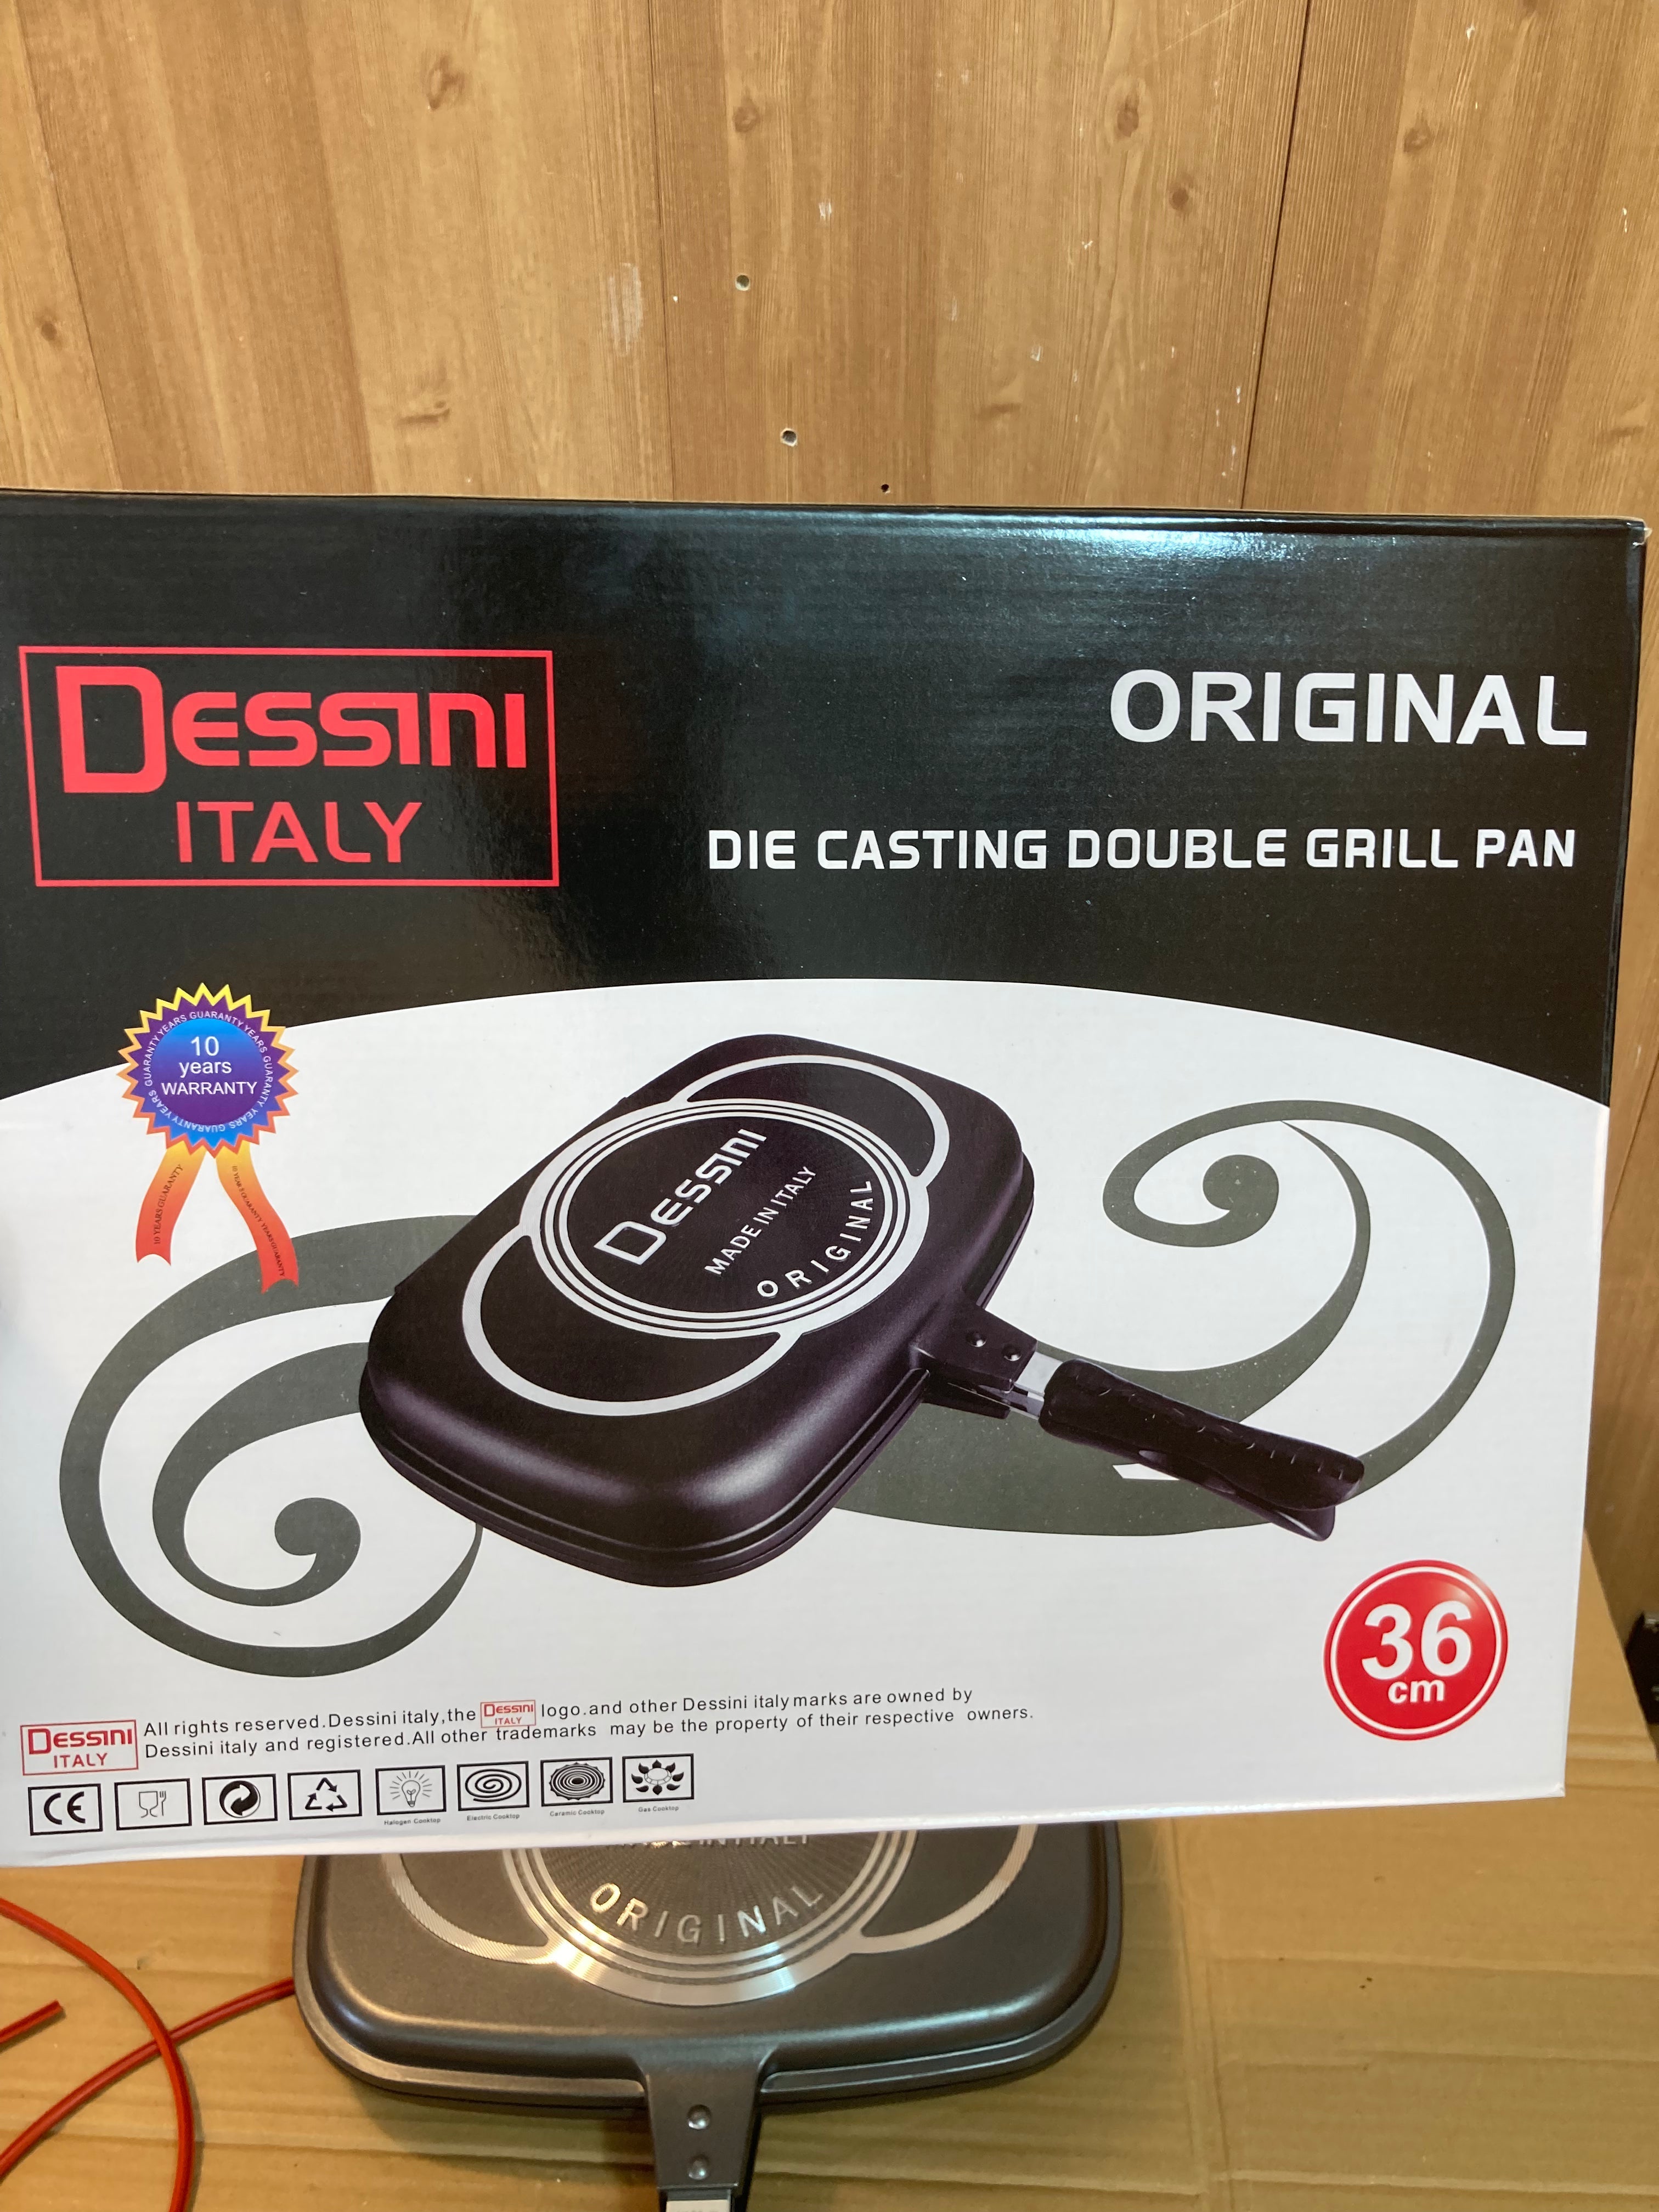 DESSINI
ITALY
ORIGINAL
DIE CASTING DOUBLE GRILL PAN
10
years
WARRANTY
10 YEARS GUARANTY
DESSINI
MADE IN ITALY
ORIGINAL
36
cm
DESSINI
ITALY
All rights reserved.Dessini italy,the DESSINI ITALY logo.and other Dessini italy marks are owned by
Dessini italy and registered.All other trademarks may be the property of their respective owners.
CE
Halogen Cooktop
Electric Cooktop
Ceramic Cooktop
Gas Cooktop
ORIGINAL